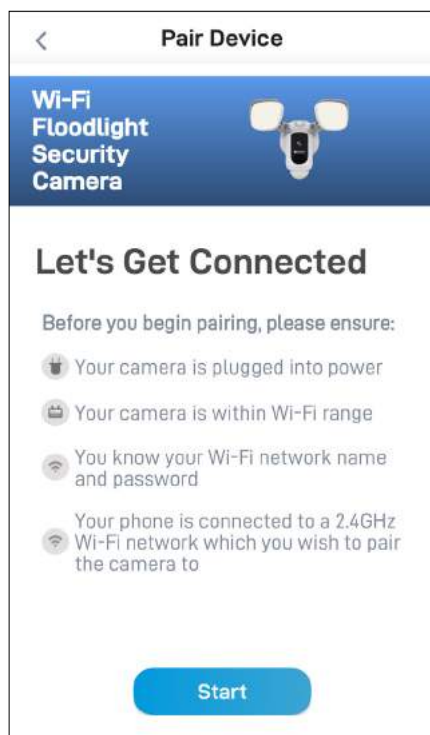 Pair Device
Wi-Fi
Floodlight
Security
Camera
Let's Get Connected
Before you begin pairing, please ensure:
Your camera is plugged into power
Your camera is within Wi-Fi range
You know your Wi-Fi network name
and password
Your phone is connected to a 2.4GHz
Wi-Fi network which you wish to pair
the camera to
Start